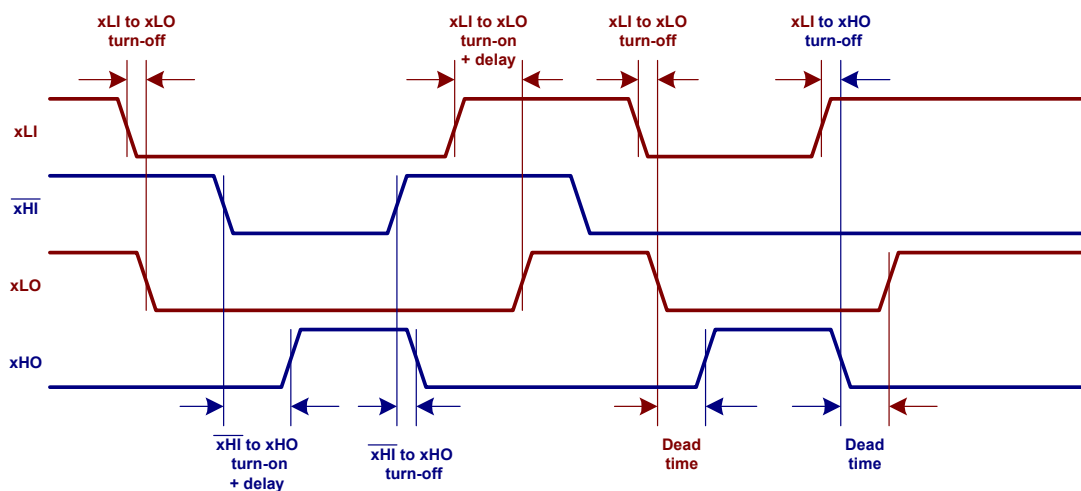 xLI to xLO
turn-off
xLI to xLO
turn-on
+ delay
xLI to xLO
turn-off
xLI to xHO
turn-off
xLI
xHI
xLO
xHO
xHI to xHO
turn-on
+ delay
xHI to xHO
turn-off
Dead
time
Dead
time